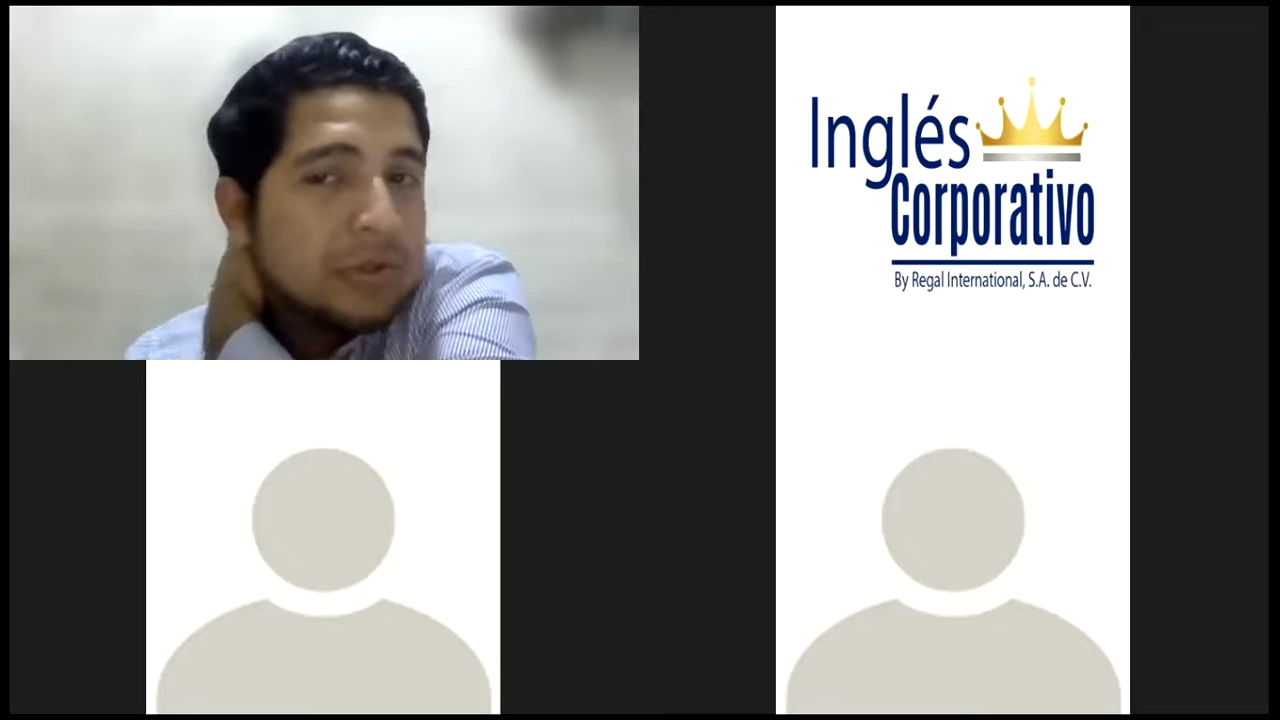 Inglés
Corporativo
By Regal International, S.A. de C.V.